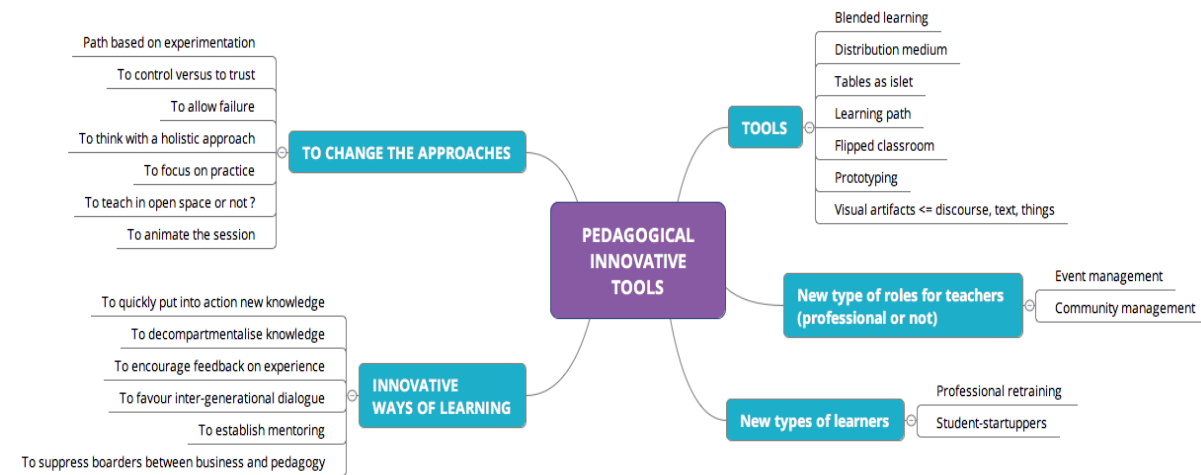 PEDAGOGICAL
INNOVATIVE
TOOLS
TO CHANGE THE APPROACHES
Path based on experimentation
To control versus to trust
To allow failure
To think with a holistic approach
To focus on practice
To teach in open space or not ?
To animate the session
INNOVATIVE
WAYS OF LEARNING
To quickly put into action new knowledge
To decompartmentalise knowledge
To encourage feedback on experience
To favour inter-generational dialogue
To establish mentoring
To suppress boarders between business and pedagogy
TOOLS
Blended learning
Distribution medium
Tables as islet
Learning path
Flipped classroom
Prototyping
Visual artifacts <= discourse, text, things
New type of roles for teachers
(professional or not)
Event management
Community management
New types of learners
Professional retraining
Student-startuppers